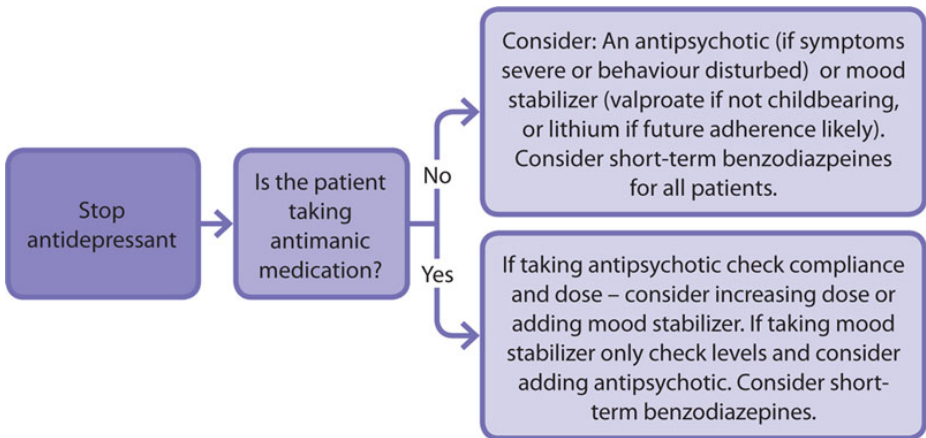 Stop
antidepressant
Is the patient
taking
antimanic
medication?
No
Consider: An antipsychotic (if symptoms
severe or behaviour disturbed) or mood
stabilizer (valproate if not childbearing,
or lithium if future adherence likely).
Consider short-term benzodiazpeines
for all patients.
Yes
If taking antipsychotic check compliance
and dose – consider increasing dose or
adding mood stabilizer. If taking mood
stabilizer only check levels and consider
adding antipsychotic. Consider short-
term benzodiazepines.